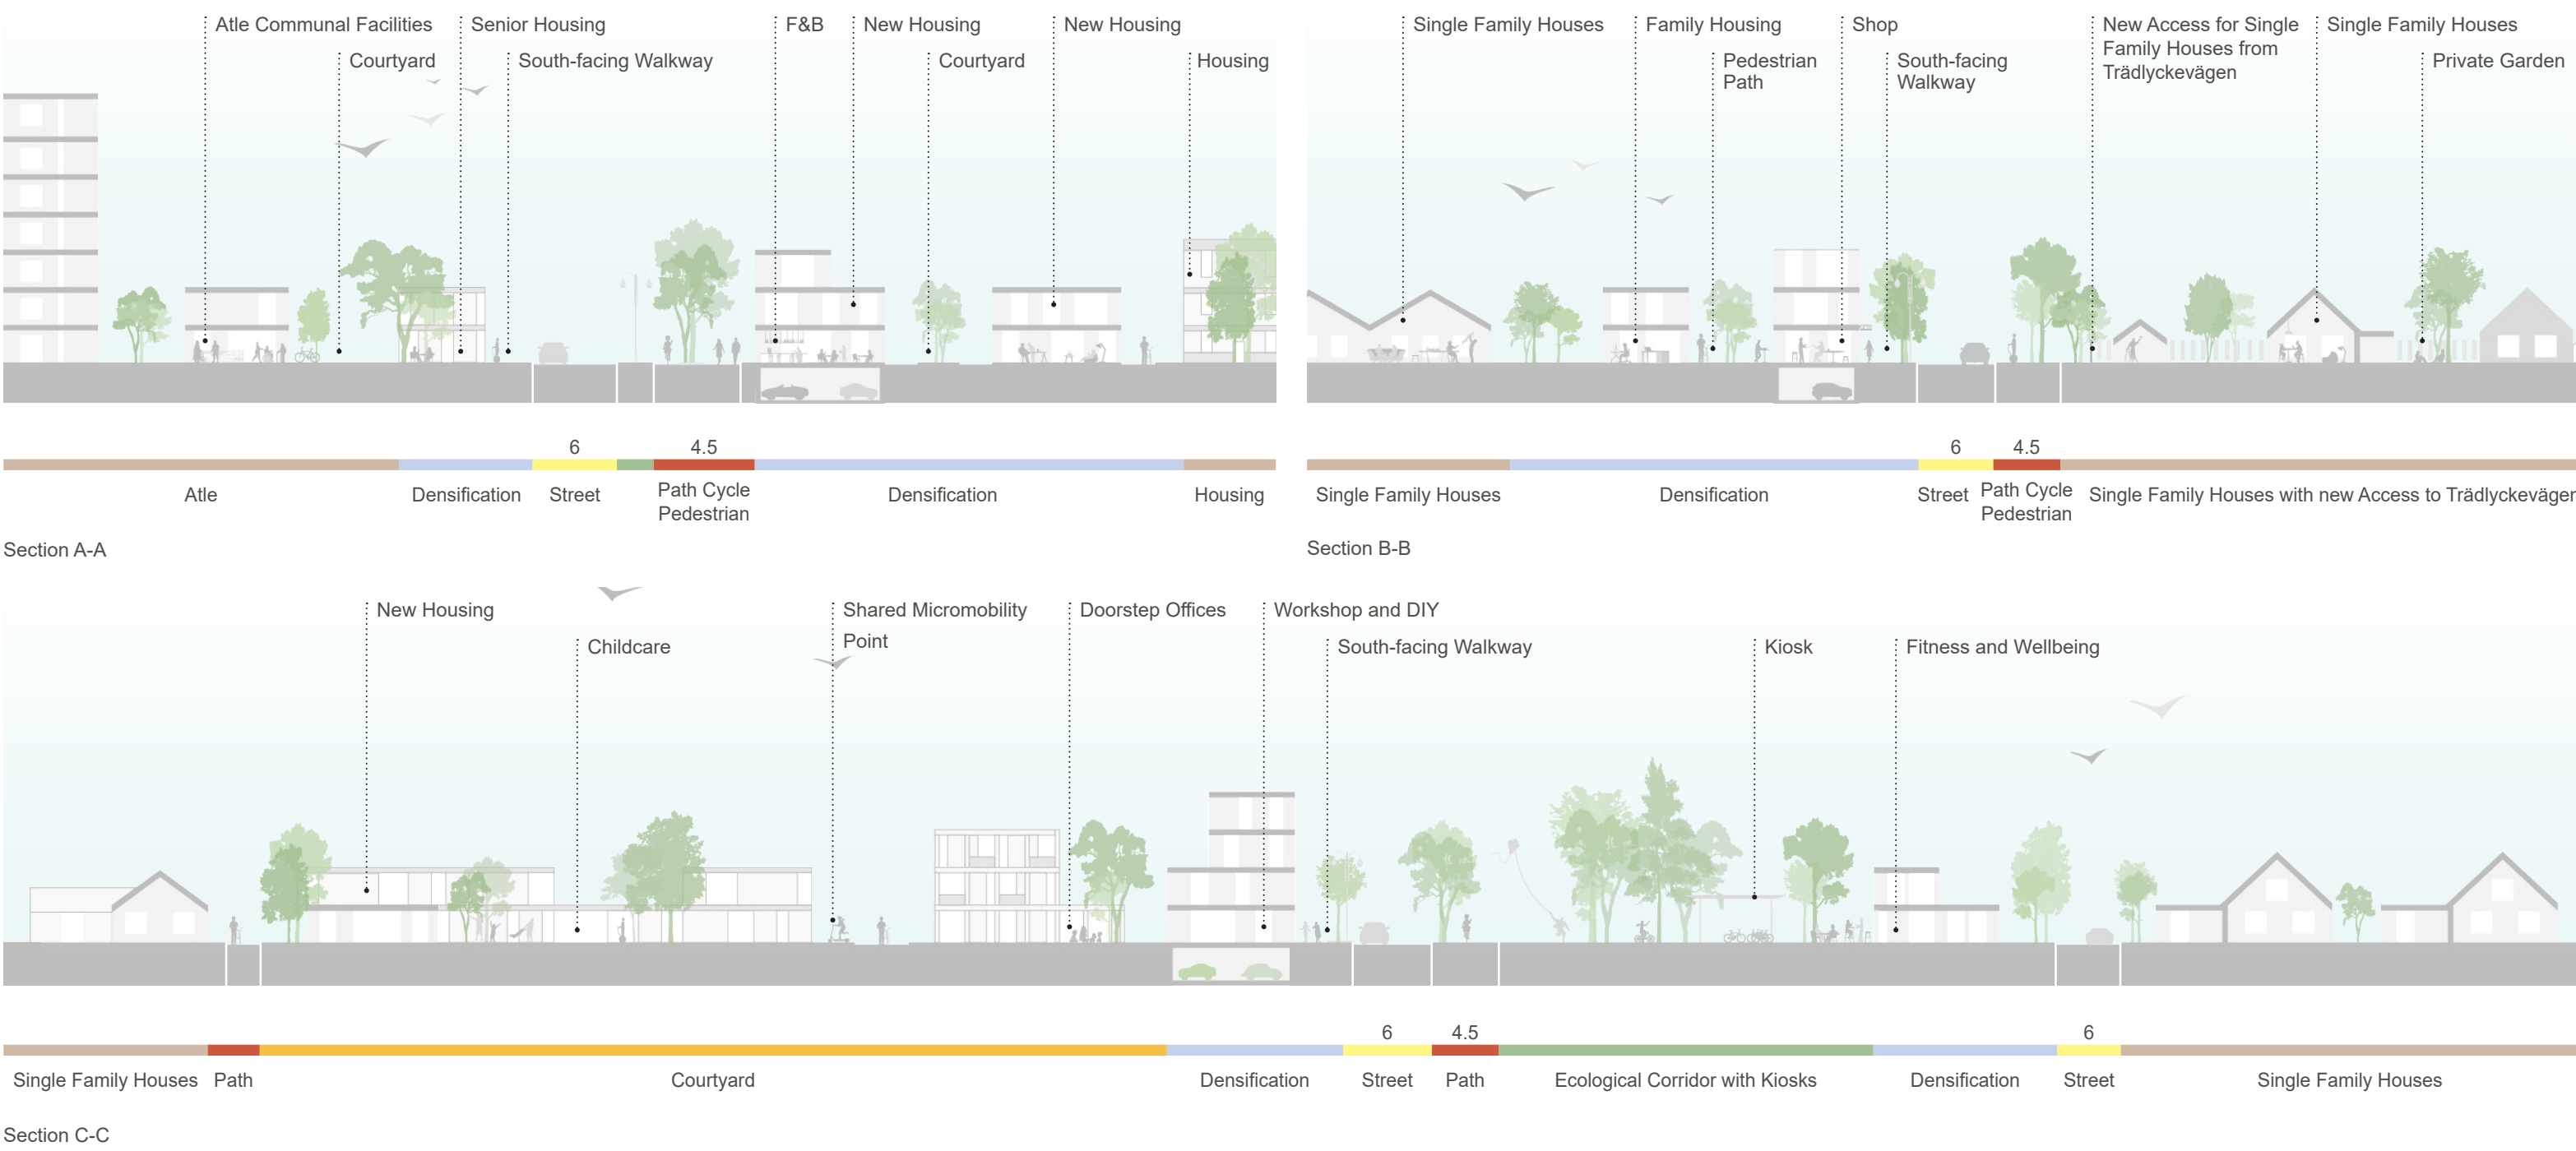 Atle Communal Facilities
Senior Housing
F&B
New Housing
New Housing
Courtyard
South-facing Walkway
Courtyard
Housing
6
4.5
Atle
Densification
Street
Path Cycle
Pedestrian
Densification
Housing
Section A-A
Single Family Houses
Family Housing
Shop
New Access for Single
Family Houses from
Trädlyckevägen
Single Family Houses
Pedestrian
Path
South-facing
Walkway
Private Garden
6
4.5
Single Family Houses
Densification
Street
Path Cycle
Pedestrian
Single Family Houses with new Access to Trädlyckevägen
Section B-B
New Housing
Shared Micromobility
Point
Doorstep Offices
Workshop and DIY
Childcare
South-facing Walkway
Kiosk
Fitness and Wellbeing
6
4.5
6
Single Family Houses
Path
Courtyard
Densification
Street
Path
Ecological Corridor with Kiosks
Densification
Street
Single Family Houses
Section C-C